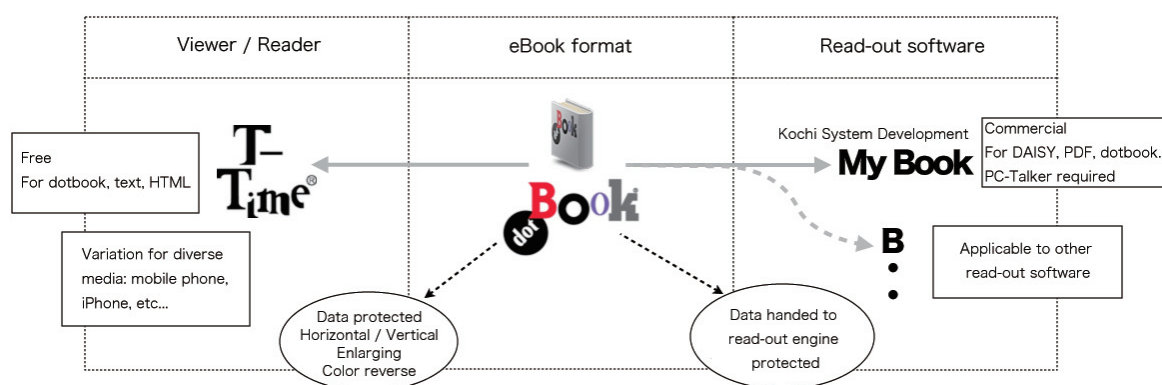 Viewer / Reader
eBook format
Read-out software
Free
For dotbook, text, HTML
T-
Time®
Variation for diverse
media: mobile phone,
iPhone, etc...
Book
dot
Book
Data protected
Horizontal / Vertical
Enlarging
Color reverse
Data handed to
read-out engine
protected
Kochi System Development
My Book
Commercial
For DAISY, PDF, dotbook.
PC-Talker required
B
Applicable to other
read-out software